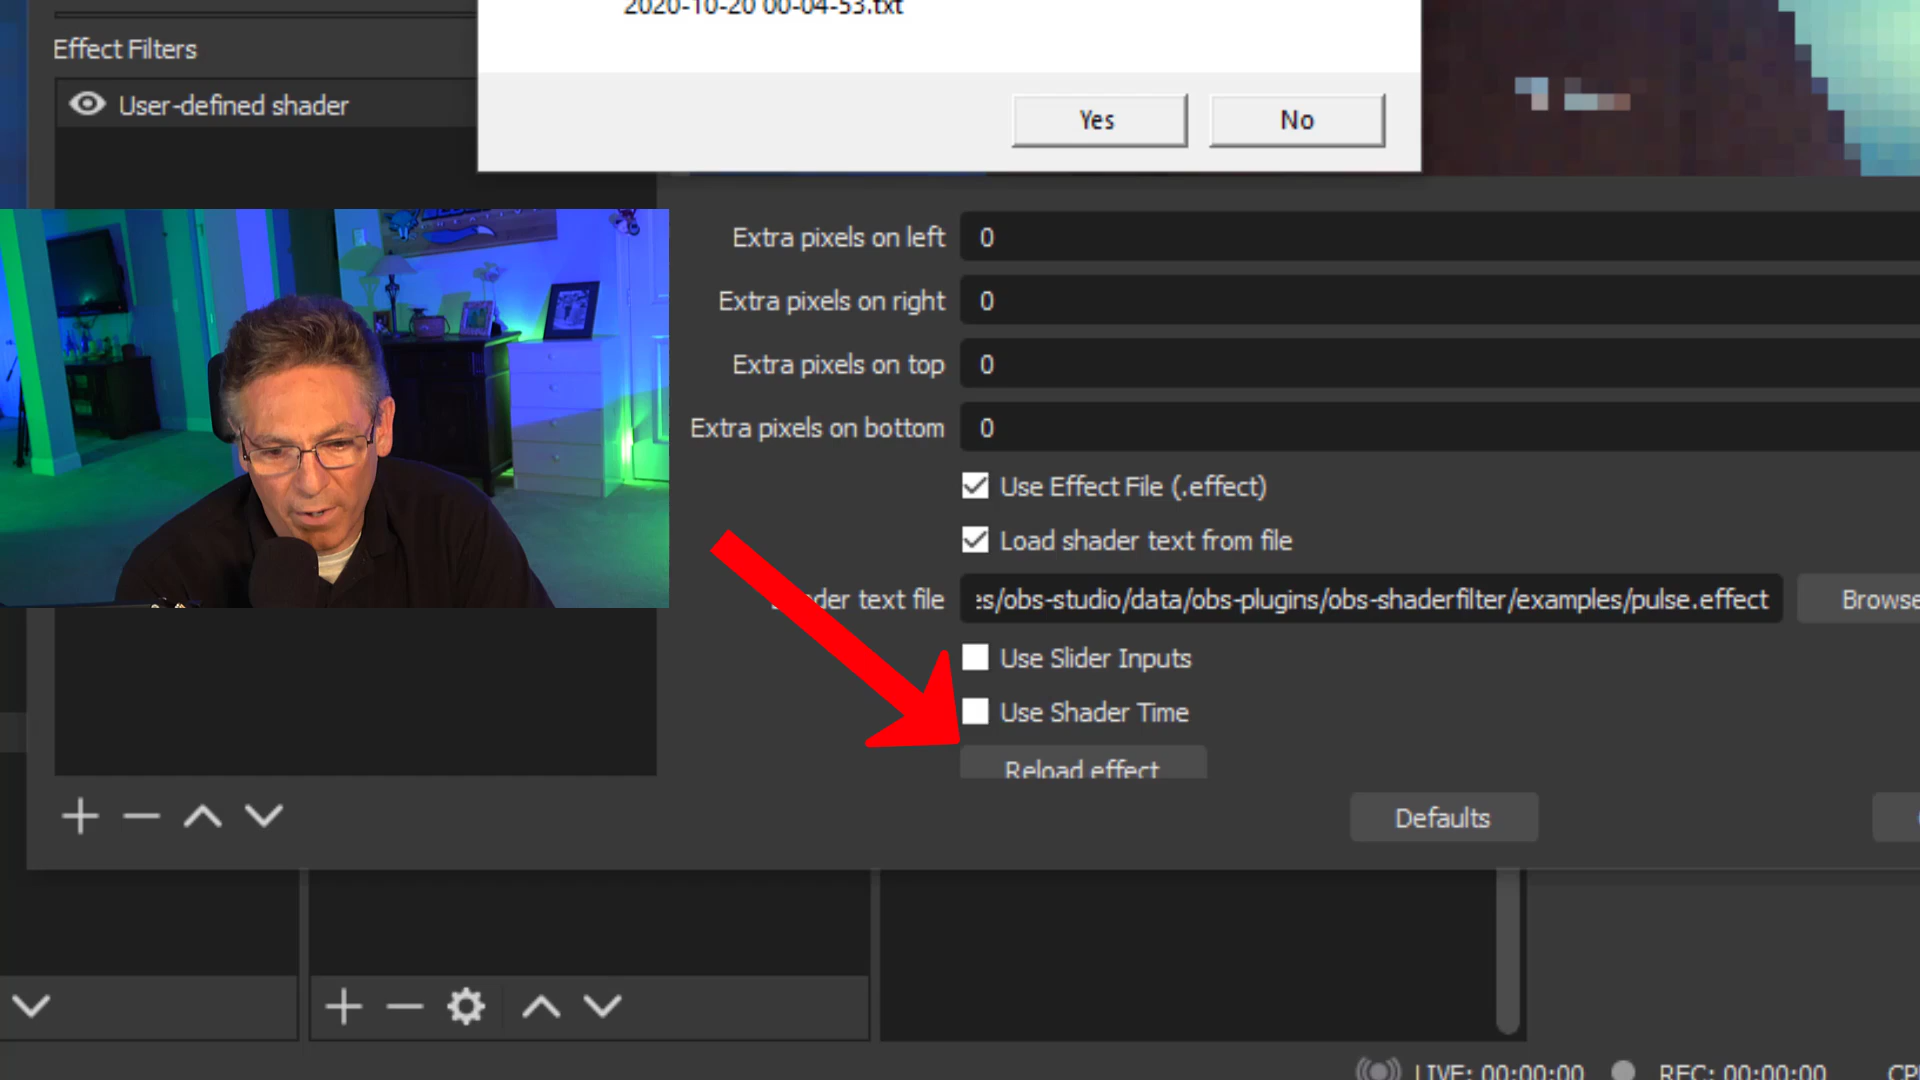 2020-10-20 00-04-53.txt
Effect Filters
User-defined shader
Yes
No
Extra pixels on left
0
Extra pixels on right
0
Extra pixels on top
0
Extra pixels on bottom
0
Use Effect File (.effect)
Load shader text from file
der text file
es/obs-studio/data/obs-plugins/obs-shaderfilter/examples/pulse.effect
Browse
Use Slider Inputs
Use Shader Time
Reload effect
Defaults
LIVE: 00:00:00
REC: 00:00:00
CP